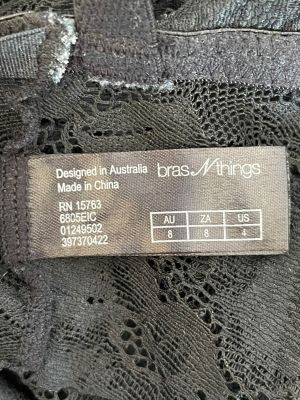 Designed in Australia
Made in China
bras N things
RN 15763
6805EIC
01249502
397370422
AU ZA US
8 8 4